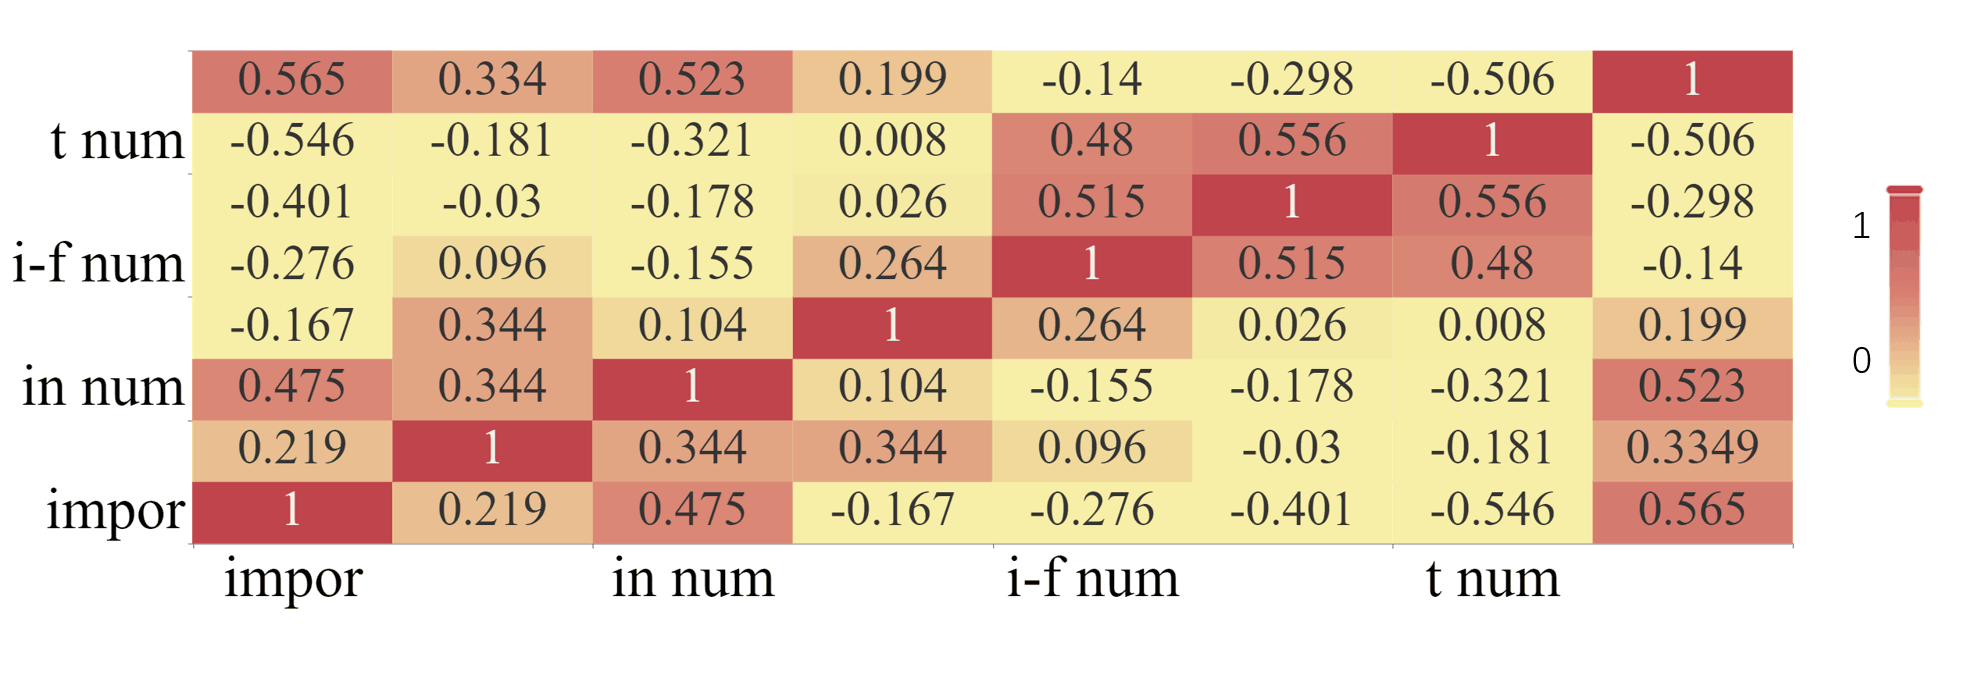 0.565 0.334 0.523 0.199 -0.14 -0.298 -0.506 1
t num -0.546 -0.181 -0.321 0.008 0.48 0.556 1 -0.506
-0.401 -0.03 -0.178 0.026 0.515 1 0.556 -0.298
i-f num -0.276 0.096 -0.155 0.264 1 0.515 0.48 -0.14
-0.167 0.344 0.104 1 0.264 0.026 0.008 0.199
in num 0.475 0.344 1 0.104 -0.155 -0.178 -0.321 0.523
0.219 1 0.344 0.344 0.096 -0.03 -0.181 0.3349
impor 1 0.219 0.475 -0.167 -0.276 -0.401 -0.546 0.565
impor in num i-f num t num
1
0